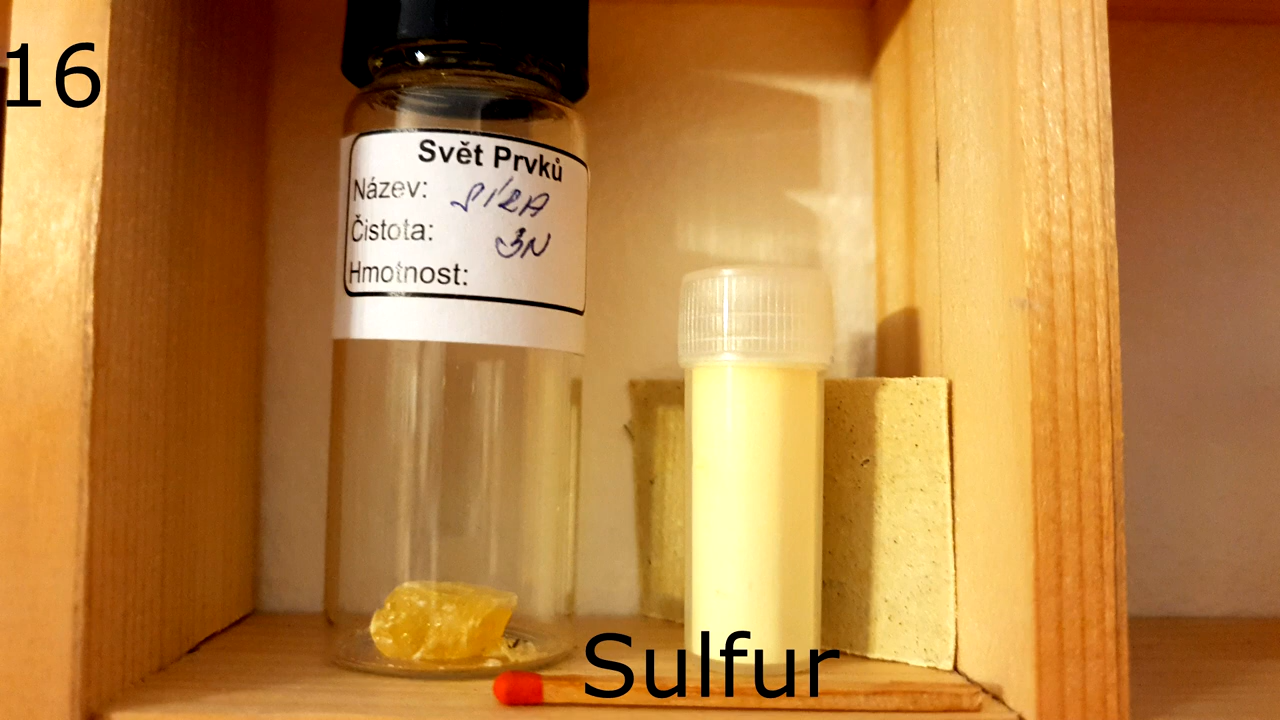 16
Svět Prvků
Název: SÍRA
Čistota: 3N
Hmotnost:
Sulfur